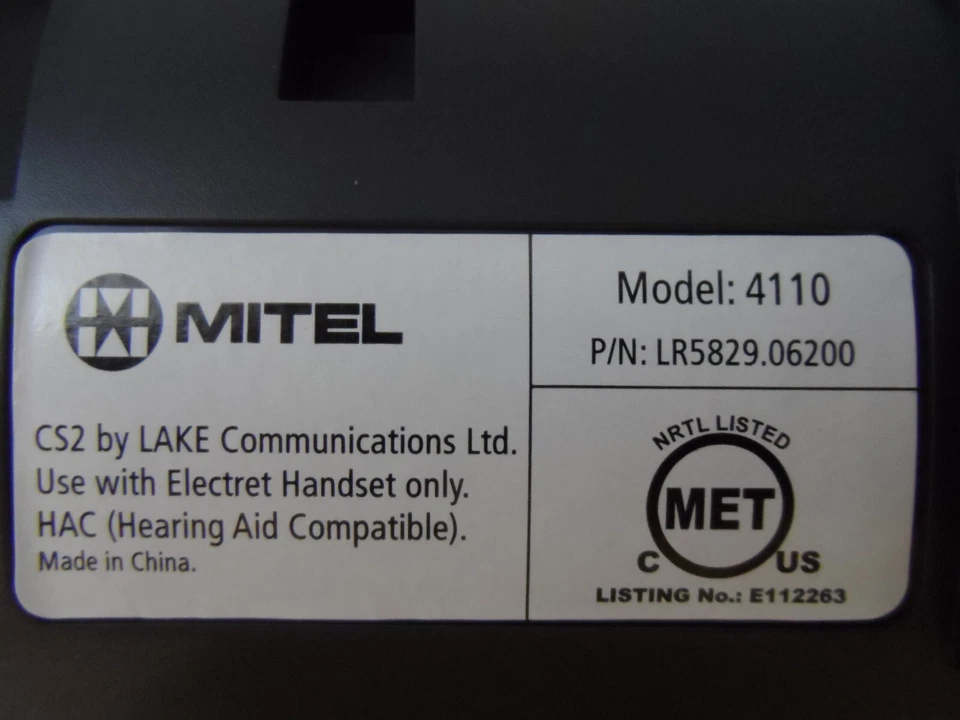 MITEL
CS2 by LAKE Communications Ltd.
Use with Electret Handset only.
HAC (Hearing Aid Compatible).
Made in China.
Model: 4110
P/N: LR5829.06200
NRTL LISTED
MET
C US
LISTING No.: E112263